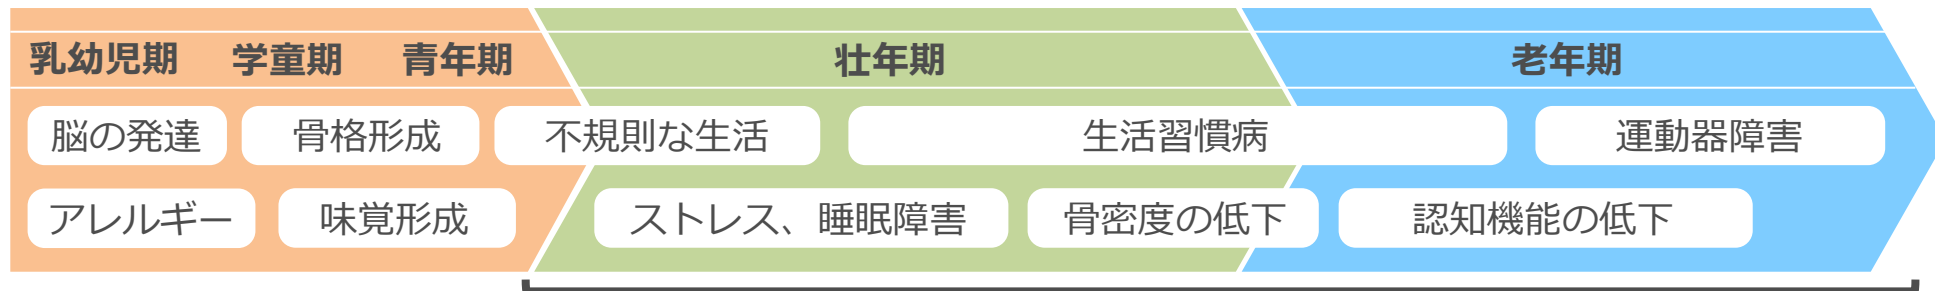 乳幼児期 学童期 青年期 壮年期 老年期
脳の発達 骨格形成 不規則な生活 生活習慣病 運動器障害
アレルギー 味覚形成 ストレス、睡眠障害 骨密度の低下 認知機能の低下